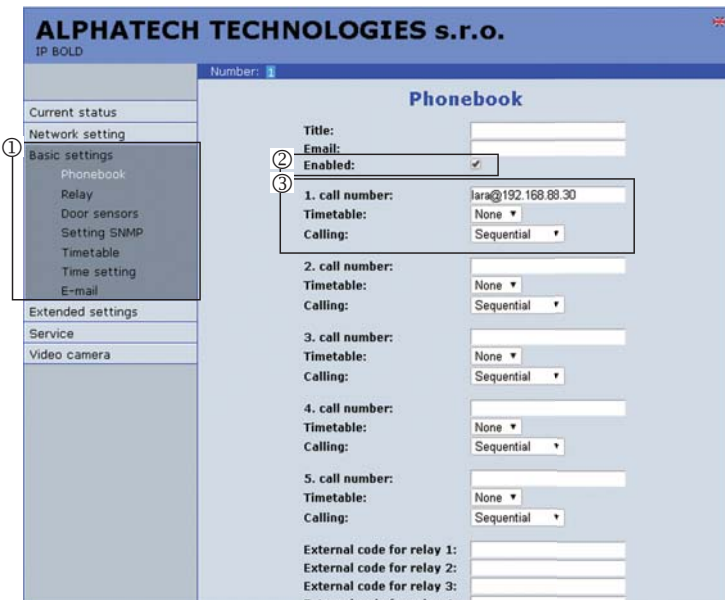 ALPHATECH TECHNOLOGIES s.r.o.
IP BOLD
Number: 1
Current status
Network setting
① Basic settings
Phonebook
Relay
Door sensors
Setting SNMP
Timetable
Time setting
E-mail
Extended settings
Service
Video camera
Phonebook
Title:
Email:
② Enabled:
③
1. call number: lara@192.168.88.30
Timetable: None
Calling: Sequential
2. call number:
Timetable: None
Calling: Sequential
3. call number:
Timetable: None
Calling: Sequential
4. call number:
Timetable: None
Calling: Sequential
5. call number:
Timetable: None
Calling: Sequential
External code for relay 1:
External code for relay 2:
External code for relay 3: